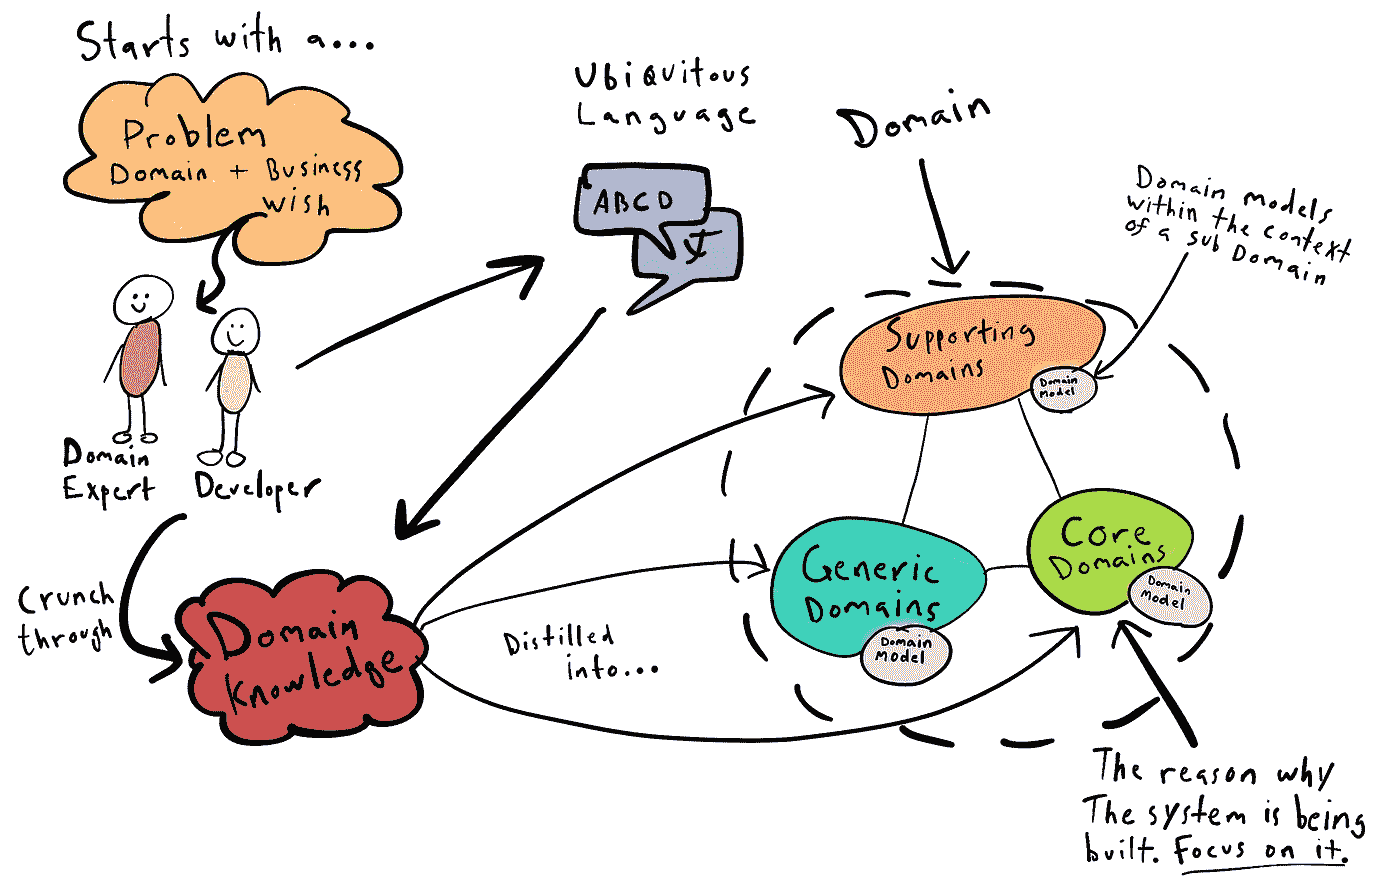 Starts with a...
Problem
Domain + Business
Wish
Domain
Expert
Developer
Crunch
through
Ubiquitous
Language
ABCD
Domain
Knowledge
Distilled
into...
Domain
Domain models
within the context
of a sub Domain
Supporting
Domains
Domain
Model
Generic
Domains
Domain
Model
Core
Domains
Domain
Model
The reason why
The system is being
built. Focus on it.